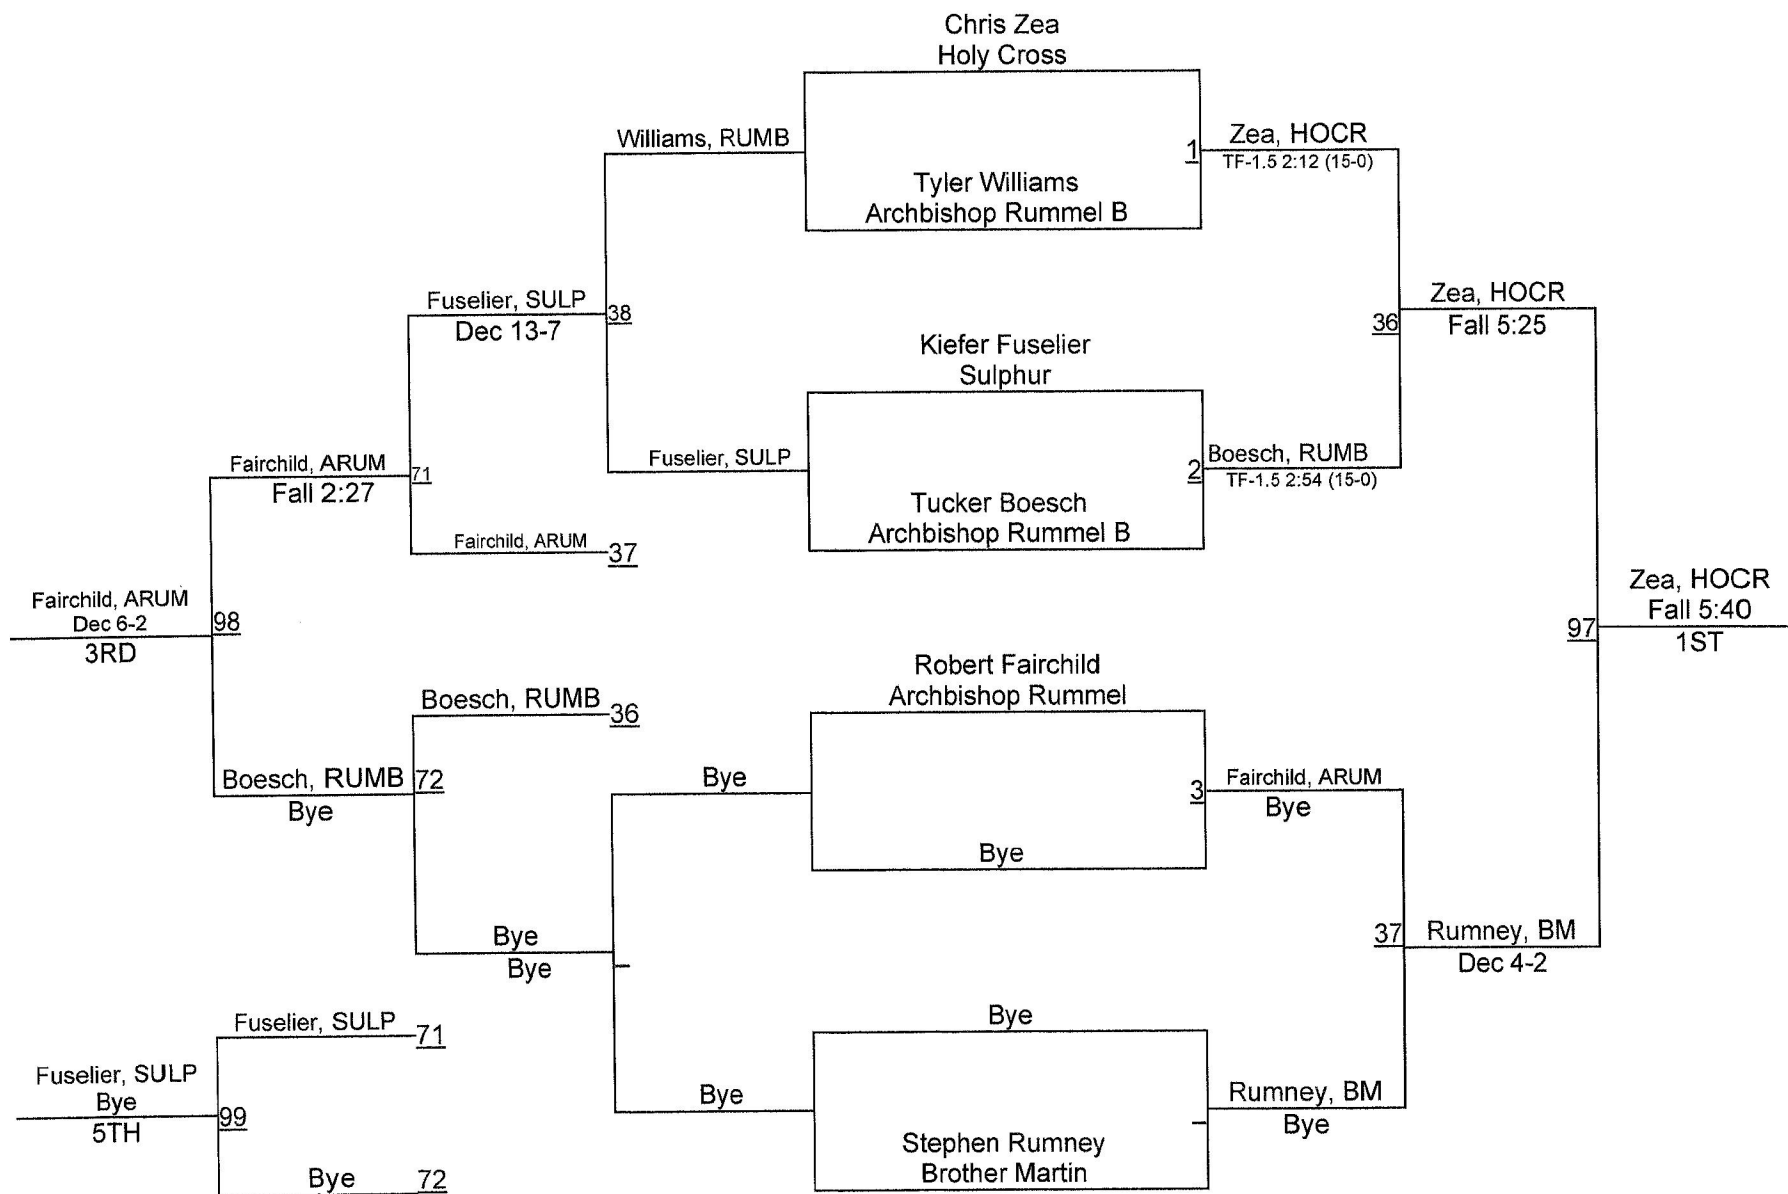 Chris Zea
Holy Cross
Williams, RUMB
1
Zea, HOCR
TF-1.5 2:12 (15-0)
Tyler Williams
Archbishop Rummel B
Fuselier, SULP
Dec 13-7
38
Zea, HOCR
Fall 5:25
36
Kiefer Fuselier
Sulphur
Fairchild, ARUM
Fall 2:27
71
Fuselier, SULP
2
Boesch, RUMB
TF-1.5 2:54 (15-0)
Tucker Boesch
Archbishop Rummel B
Fairchild, ARUM
37
Fairchild, ARUM
Dec 6-2
3RD
98
Zea, HOCR
Fall 5:40
1ST
97
Robert Fairchild
Archbishop Rummel
Boesch, RUMB
36
Boesch, RUMB
Bye
72
Bye
3
Fairchild, ARUM
Bye
Bye
Bye
Bye
37
Rumney, BM
Dec 4-2
Fuselier, SULP
71
Bye
Fuselier, SULP
Bye
5TH
99
Bye
Rumney, BM
Bye
Stephen Rumney
Brother Martin
Bye
72